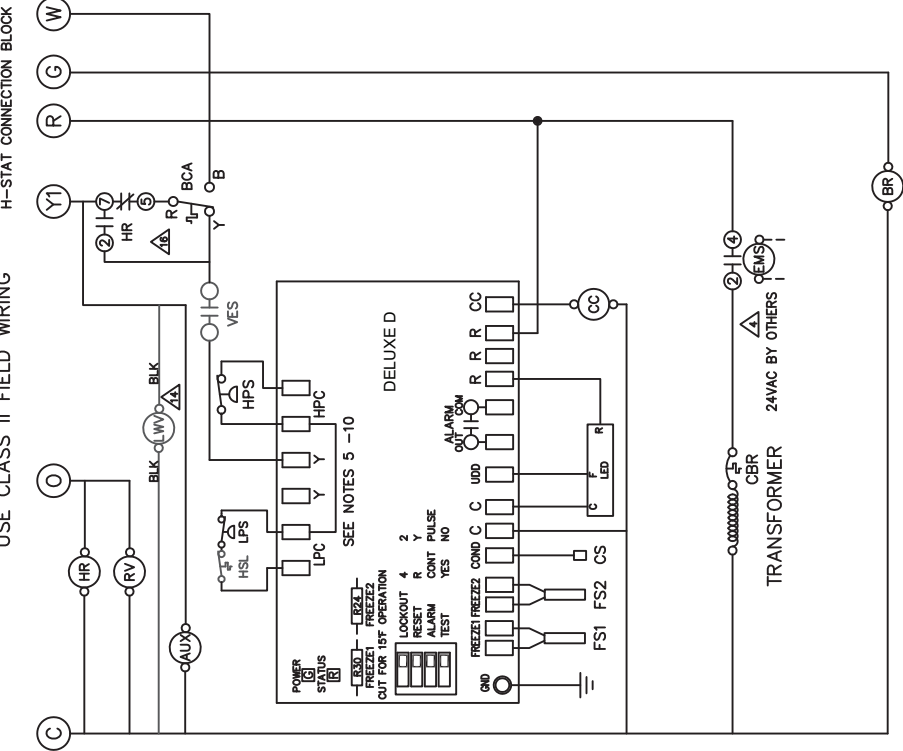 H-STAT CONNECTION BLOCK
USE CLASS II FIELD WIRING
C
O
Y1
R
G
W
HR
RV
AUX
BLK
LWV
BLK
14
2
7
5
HR
16
R
BCA
Y
B
VES
HPS
HSL
LPS
LPC
Y
Y
HPC
SEE NOTES 5 -10
DELUXE D
POWER
G
STATUS
R
R30
FREEZE1
R24
FREEZE2
CUT FOR 15°F OPERATION
LOCKOUT 4 2
RESET R Y
ALARM CONT PULSE
TEST YES NO
GND
FREEZE1
FREEZE2
COND
C
C
UDD
ALARM
OUT
COM
R
R
R
CC
FS1
FS2
CS
C
F
R
LED
CC
TRANSFORMER
CBR
24VAC BY OTHERS
4
2
4
EMS
BR